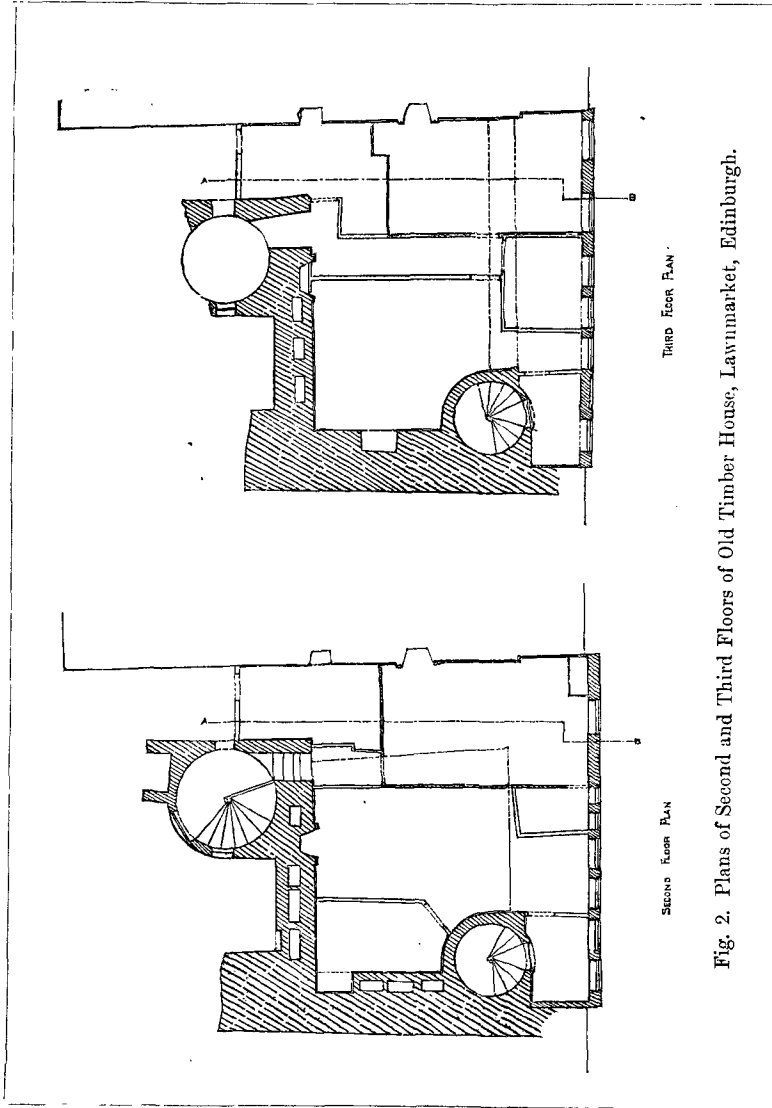 A
B
THIRD FLOOR PLAN.
A
B
SECOND FLOOR PLAN
Fig. 2. Plans of Second and Third Floors of Old Timber House, Lawnmarket, Edinburgh.